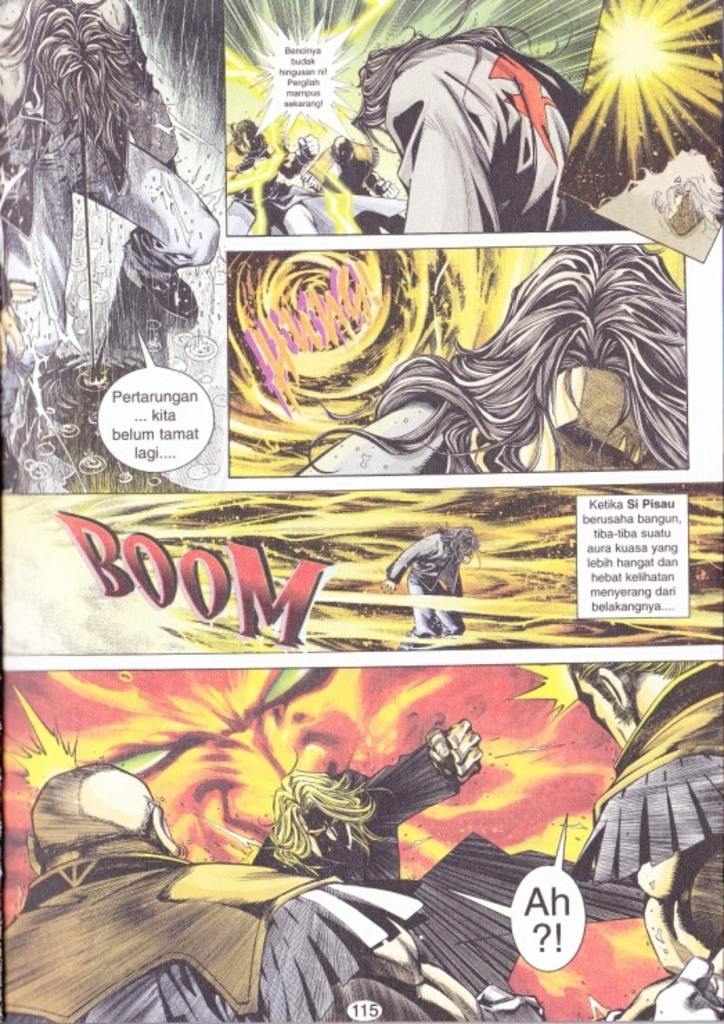 Bencinya
budak
hingusan ni!
Pergilah
mampus
sekarang!
Pertarungan
... kita
belum tamat
lagi....
BOOM
Ketika Si Pisau
berusaha bangun,
tiba-tiba suatu
aura kuasa yang
lebih hangat dan
hebat kelihatan
menyerang dari
belakangnya....
Ah
?!
115